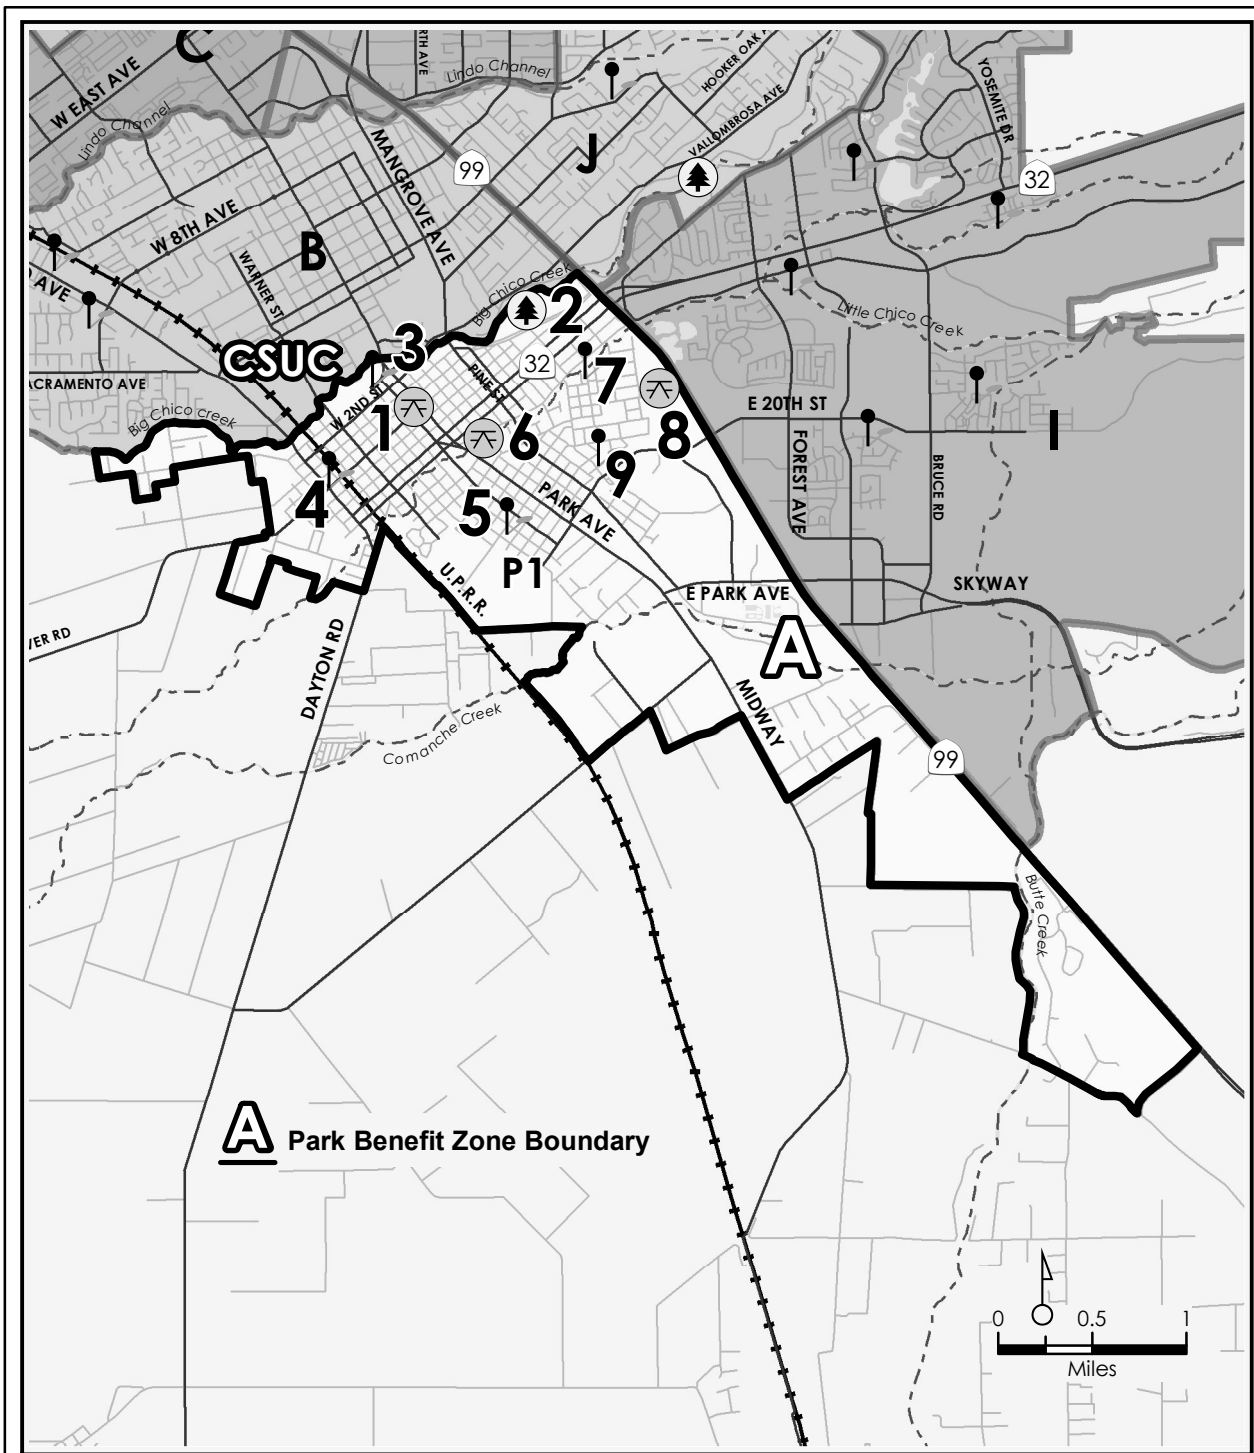 C
W EAST AVE
RTH AVE
Lindo Channel
HOOKER OAK
YOSEMITE DR
Lindo Channel
MANGROVE AVE
99
J
VALLOMBROSA AVE
32
W 8TH AVE
B
WARNER ST
Big Chico Creek
2
Little Chico Creek
AVE
CSUC
3
32
PINE ST
7
ACRAMENTO AVE
W 2ND ST
1
8
E 20TH ST
Big Chico creek
6
I
FOREST AVE
BRUCE RD
9
4
5
PARK AVE
P1
U.P.R.R.
E PARK AVE
SKYWAY
VER RD
A
DAYTON RD
MIDWAY
Comanche Creek
99
Butte Creek
A Park Benefit Zone Boundary
0 0.5 1
Miles